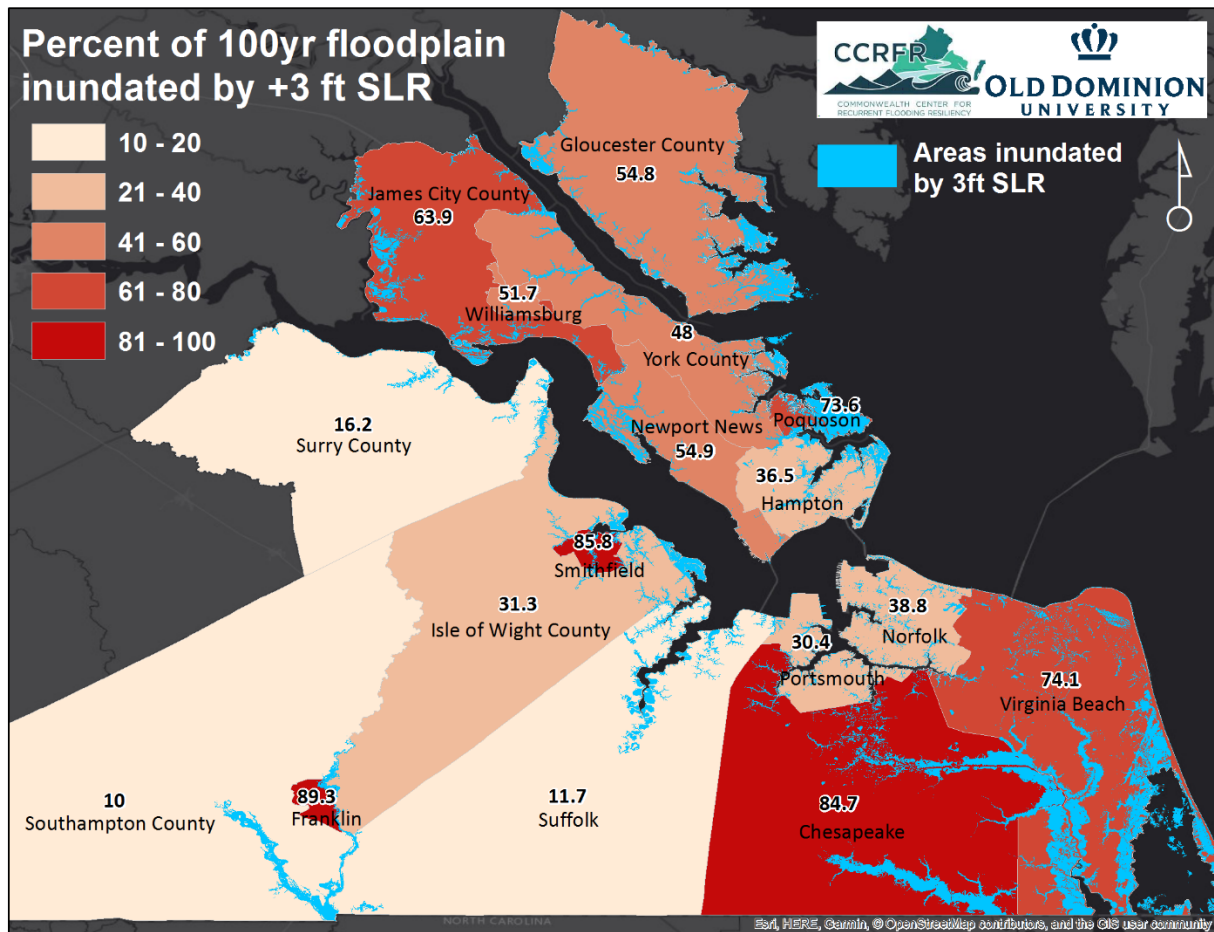 Percent of 100yr floodplain
inundated by +3 ft SLR
10 - 20
21 - 40
41 - 60
61 - 80
81 - 100
CCRFR
COMMONWEALTH CENTER FOR
RECURRENT FLOODING RESILIENCY
OLD DOMINION
UNIVERSITY
Areas inundated
by 3ft SLR
Gloucester County
54.8
James City County
63.9
51.7
Williamsburg
48
York County
73.6
Poquoson
Newport News
54.9
36.5
Hampton
16.2
Surry County
85.8
Smithfield
31.3
Isle of Wight County
38.8
Norfolk
30.4
Portsmouth
74.1
Virginia Beach
10
Southampton County
89.3
Franklin
11.7
Suffolk
84.7
Chesapeake
NORTH CAROLINA
Esri, HERE, Garmin, © OpenStreetMap contributors, and the GIS user community